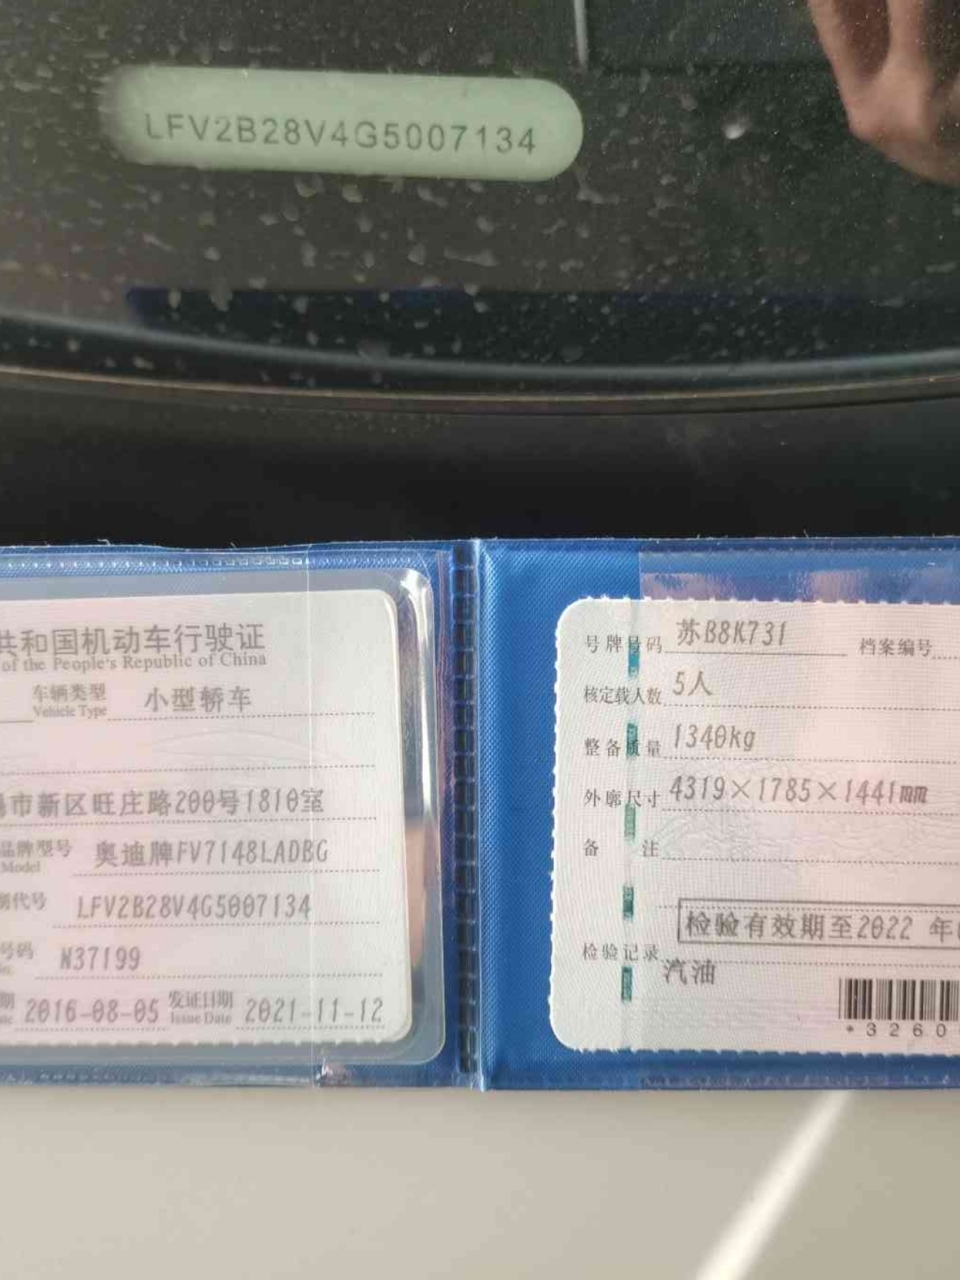 LFV2B28V4G5007134
共和国机动车行驶证
of the People's Republic of China
车辆类型 小型轿车
Vehicle Type
市新区旺庄路200号1810室
品牌型号 奥迪牌FV7148LADBG
Model
代号 LFV2B28V4G5007134
号码 N37199
2016-08-05 发证日期 2021-11-12
Issue Date
号牌号码 苏B8K731 档案编号
核定载人数 5人
整备质量 1340kg
外廓尺寸 4319×1785×1441mm
备 注
检验有效期至2022 年
检验记录
汽油
*3260